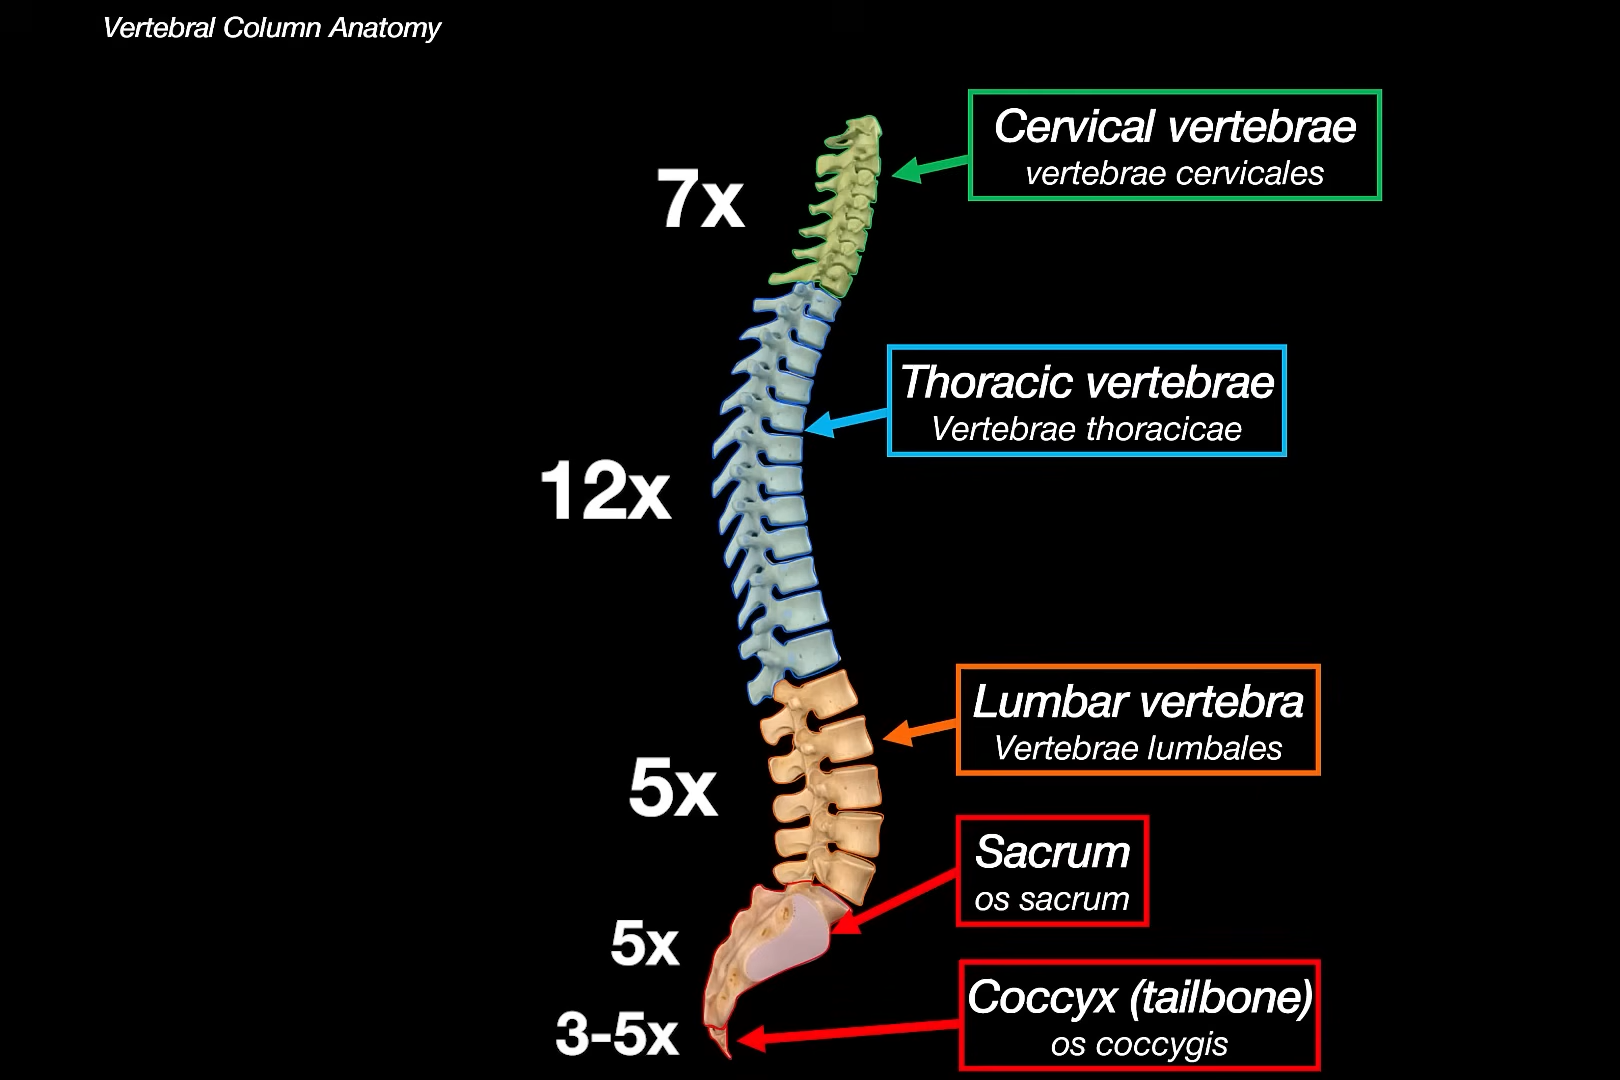 Vertebral Column Anatomy
Cervical vertebrae
vertebrae cervicales
7x
Thoracic vertebrae
Vertebrae thoracicae
12x
Lumbar vertebra
Vertebrae lumbales
5x
Sacrum
os sacrum
5x
Coccyx (tailbone)
os coccygis
3-5x